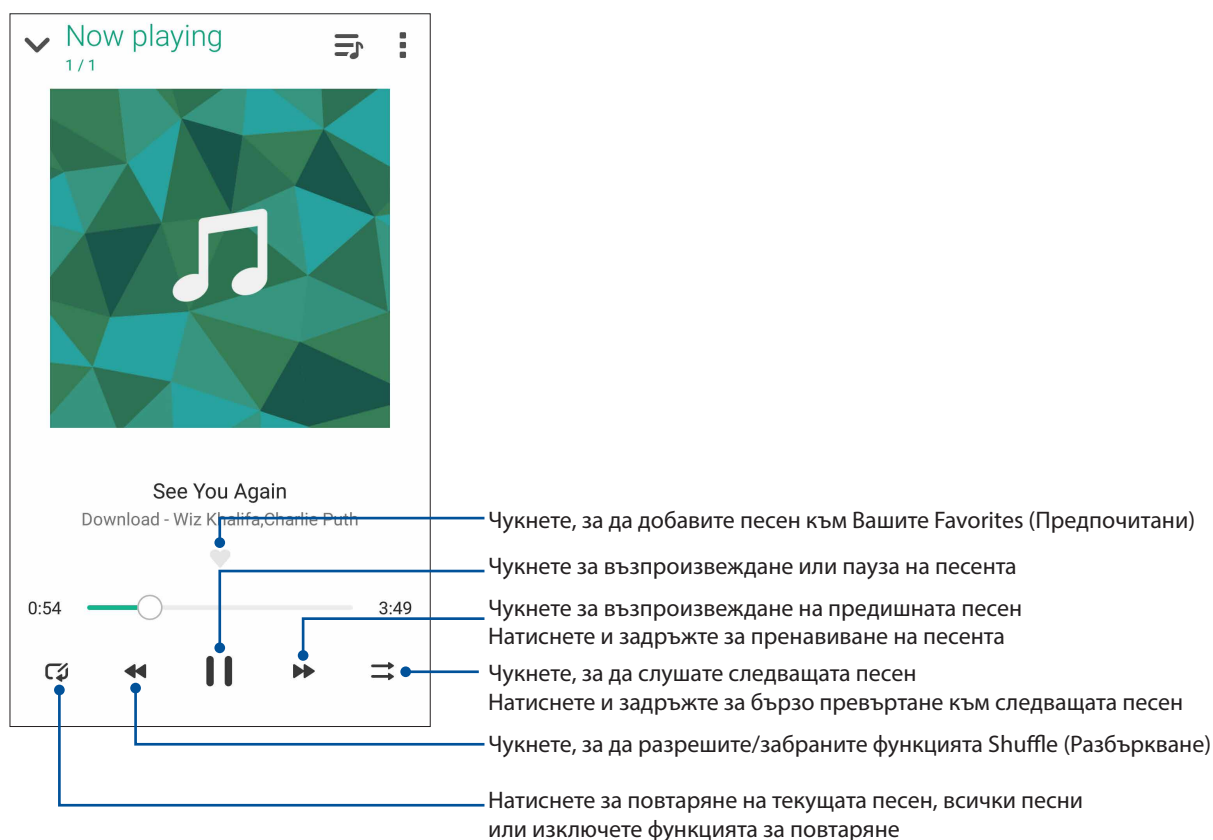 Now playing
1 / 1
See You Again
Download - Wiz Khalifa,Charlie Puth
Чукнете, за да добавите песен към Вашите Favorites (Предпочитани)
Чукнете за възпроизвеждане или пауза на песента
0:54
3:49
Чукнете за възпроизвеждане на предишната песен
Натиснете и задръжте за пренавиване на песента
Чукнете, за да слушате следващата песен
Натиснете и задръжте за бързо превъртане към следващата песен
Чукнете, за да разрешите/забраните функцията Shuffle (Разбъркване)
Натиснете за повтаряне на текущата песен, всички песни
или изключете функцията за повтаряне